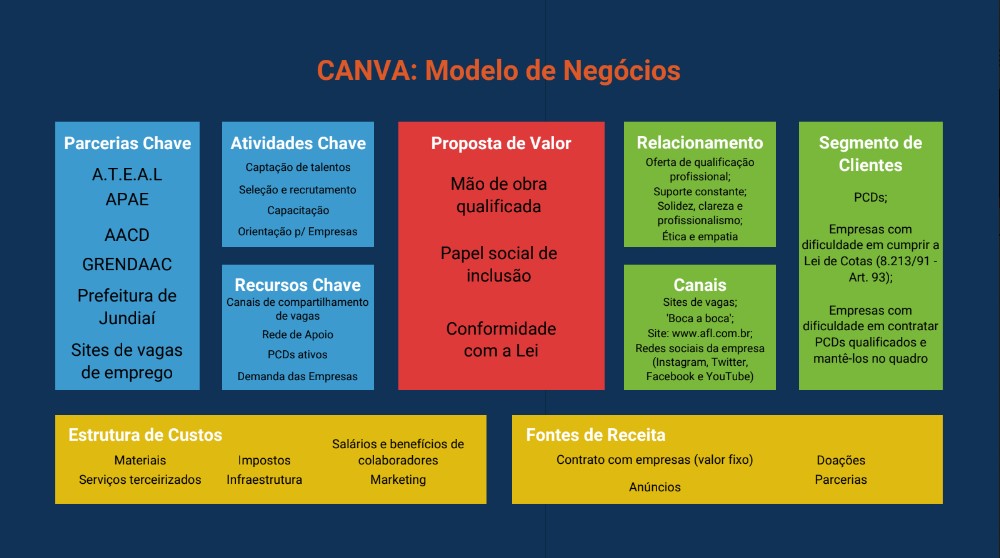 CANVA: Modelo de Negócios
Parcerias Chave
A.T.E.A.L
APAE
AACD
GRENDAAC
Prefeitura de
Jundiaí
Sites de vagas
de emprego
Atividades Chave
Captação de talentos
Seleção e recrutamento
Capacitação
Orientação p/ Empresas
Recursos Chave
Canais de compartilhamento
de vagas
Rede de Apoio
PCDs ativos
Demanda das Empresas
Proposta de Valor
Mão de obra
qualificada
Papel social de
inclusão
Conformidade
com a Lei
Relacionamento
Oferta de qualificação
profissional;
Suporte constante;
Solidez, clareza e
profissionalismo;
Ética e empatia
Canais
Sites de vagas;
'Boca a boca';
Site: www.afl.com.br;
Redes sociais da empresa
(Instagram, Twitter,
Facebook e YouTube)
Segmento de
Clientes
PCDs;
Empresas com
dificuldade em cumprir a
Lei de Cotas (8.213/91 -
Art. 93);
Empresas com
dificuldade em contratar
PCDs qualificados e
mantê-los no quadro
Estrutura de Custos
Materiais
Serviços terceirizados
Impostos
Infraestrutura
Salários e benefícios de
colaboradores
Marketing
Fontes de Receita
Contrato com empresas (valor fixo)
Anúncios
Doações
Parcerias